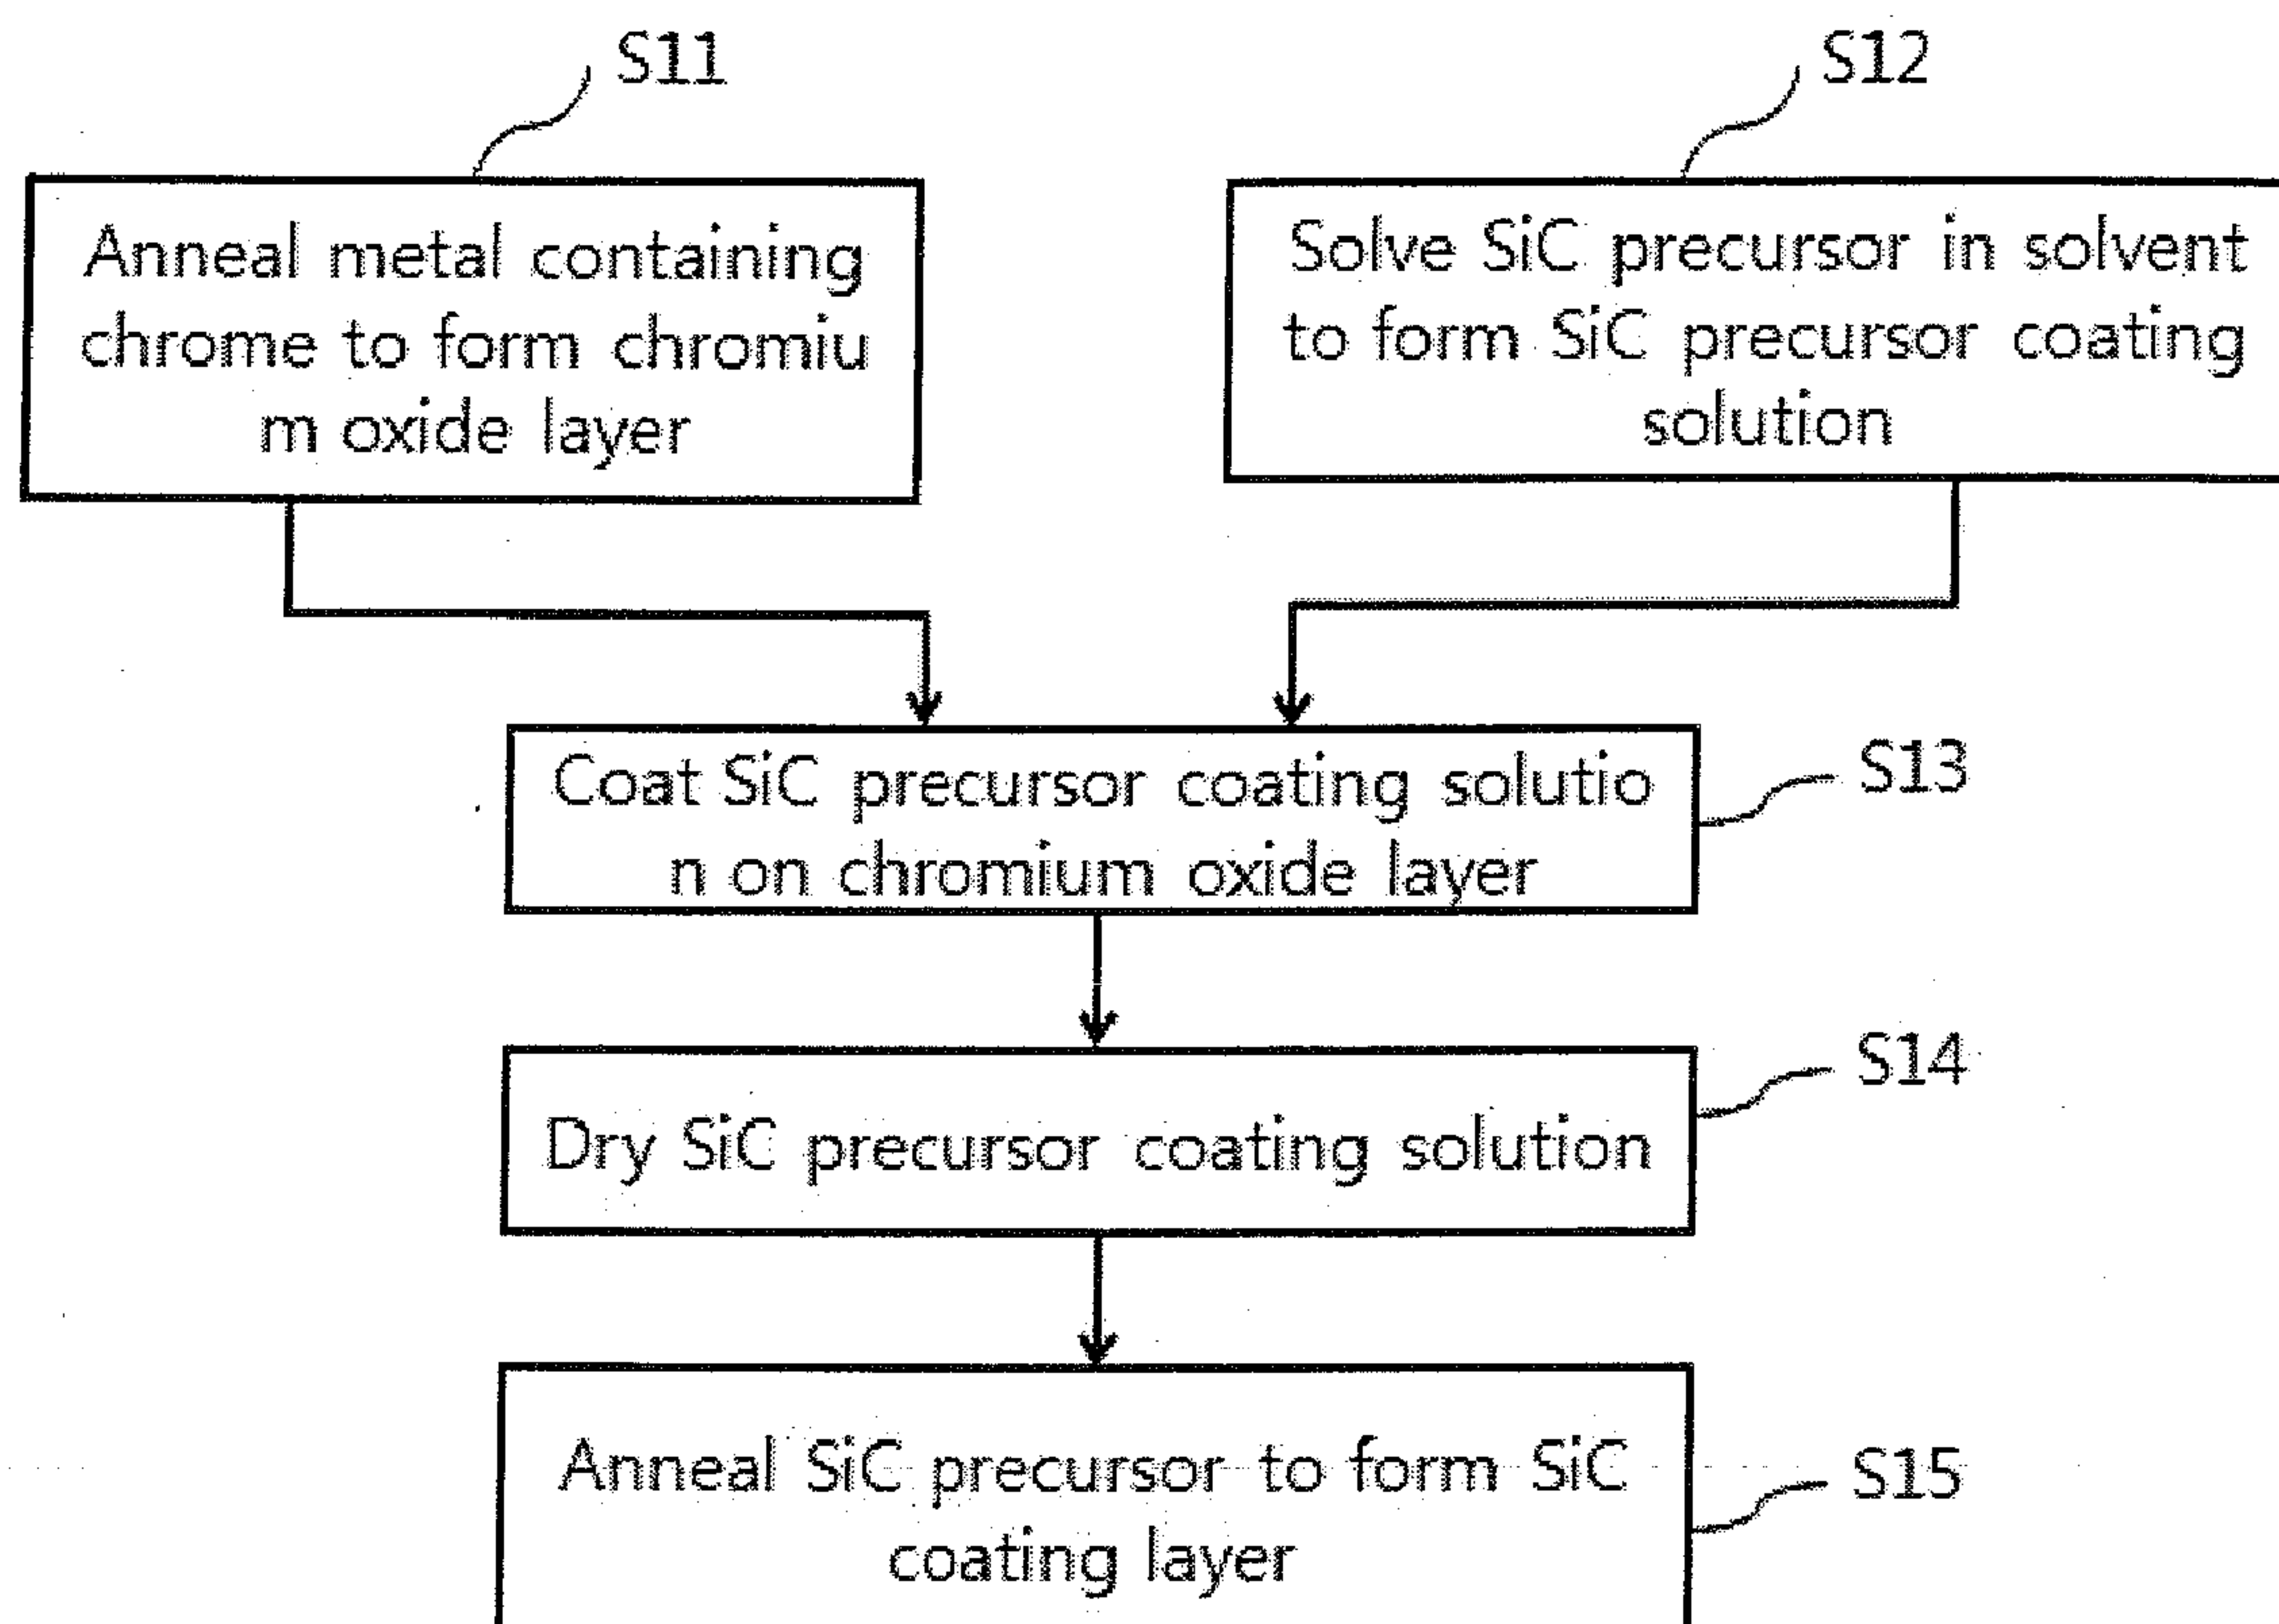 S11
S12
Anneal metal containing
chrome to form chromiu
m oxide layer
Solve SiC precursor in solvent
to form SiC precursor coating
solution
Coat SiC precursor coating solutio
n on chromium oxide layer
S13
Dry SiC precursor coating solution
S14
Anneal SiC precursor to form SiC
coating layer
S15